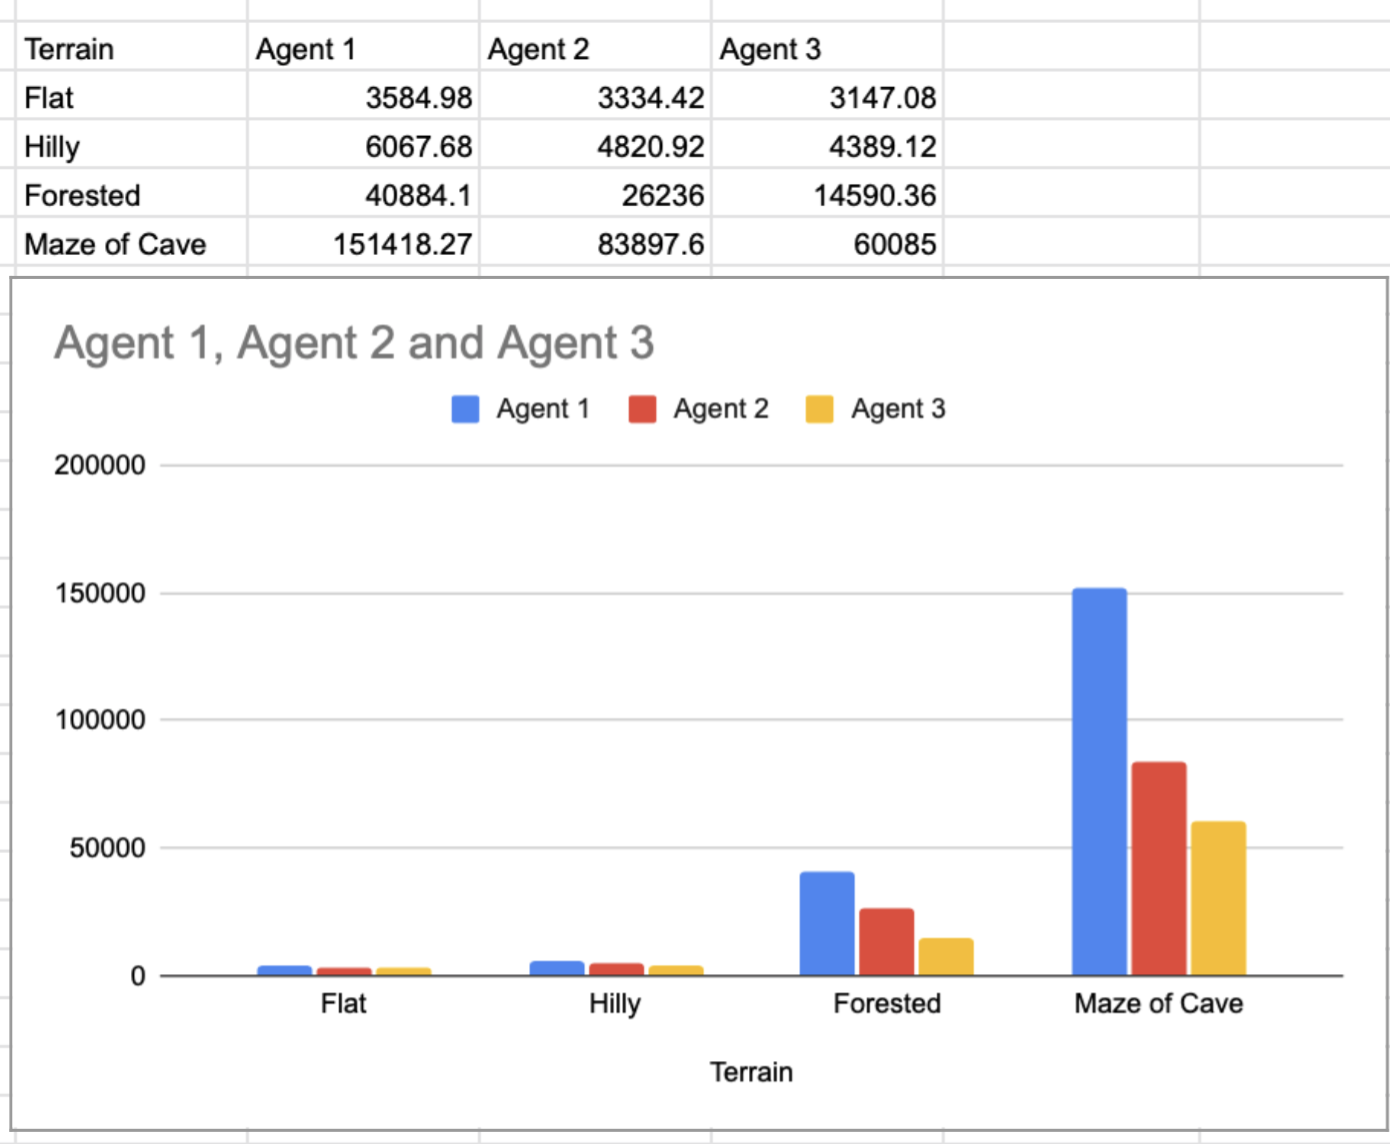 Terrain Agent 1 Agent 2 Agent 3
Flat 3584.98 3334.42 3147.08
Hilly 6067.68 4820.92 4389.12
Forested 40884.1 26236 14590.36
Maze of Cave 151418.27 83897.6 60085
Agent 1, Agent 2 and Agent 3
Agent 1 Agent 2 Agent 3
200000
150000
100000
50000
0
Flat Hilly Forested Maze of Cave
Terrain